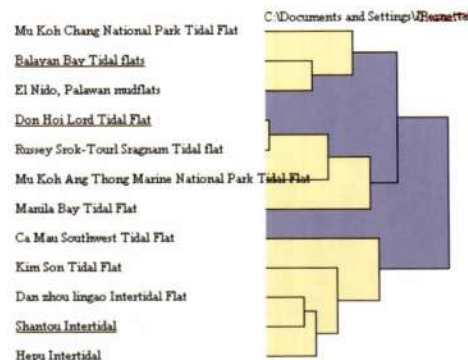 C:\Documents and Settings\
Mu Koh Chang National Park Tidal Flat
Balayan Bay Tidal flats
El Nido, Palawan mudflats
Don Hoi Lord Tidal Flat
Russey Srok-Tourl Sragnam Tidal flat
Mu Koh Ang Thong Marine National Park Tidal Flat
Manila Bay Tidal Flat
Ca Mau Southwest Tidal Flat
Kim Son Tidal Flat
Dan zhou lingao Intertidal Flat
Shantou Intertidal
Hepu Intertidal